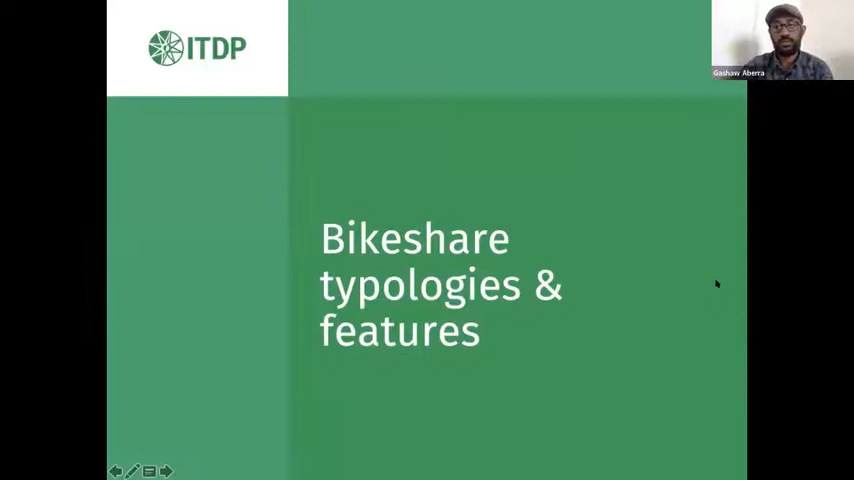 ITDP
Gashaw Aberra
Bikeshare
typologies &
features